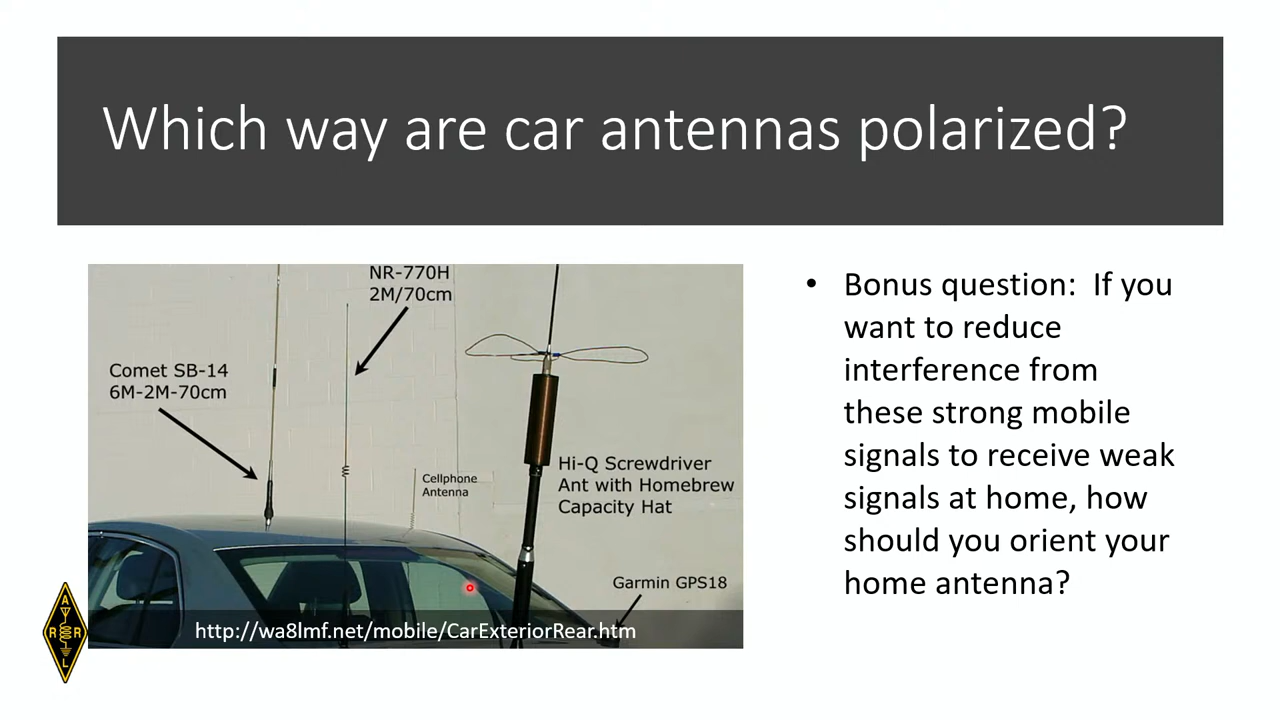 Which way are car antennas polarized?
NR-770H
2M/70cm
Comet SB-14
6M-2M-70cm
Cellphone
Antenna
Hi-Q Screwdriver
Ant with Homebrew
Capacity Hat
Garmin GPS18
http://wa8lmf.net/mobile/CarExteriorRear.htm
• Bonus question:  If you
want to reduce
interference from
these strong mobile
signals to receive weak
signals at home, how
should you orient your
home antenna?
A
R R
L